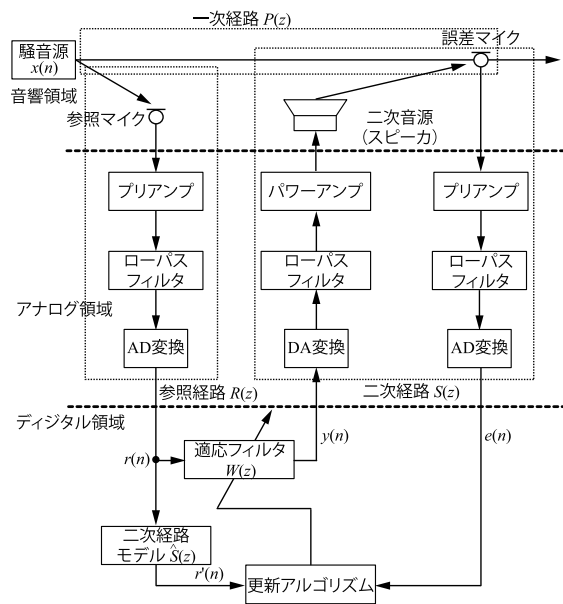 一次経路 P(z)
騒音源
x(n)
誤差マイク
音響領域
参照マイク
二次音源
(スピーカ)
プリアンプ
パワーアンプ
プリアンプ
ローパス
フィルタ
ローパス
フィルタ
ローパス
フィルタ
アナログ領域
AD変換
DA変換
AD変換
参照経路 R(z)
二次経路 S(z)
ディジタル領域
r(n)
適応フィルタ
W(z)
y(n)
e(n)
二次経路
モデル Ŝ(z)
r'(n)
更新アルゴリズム